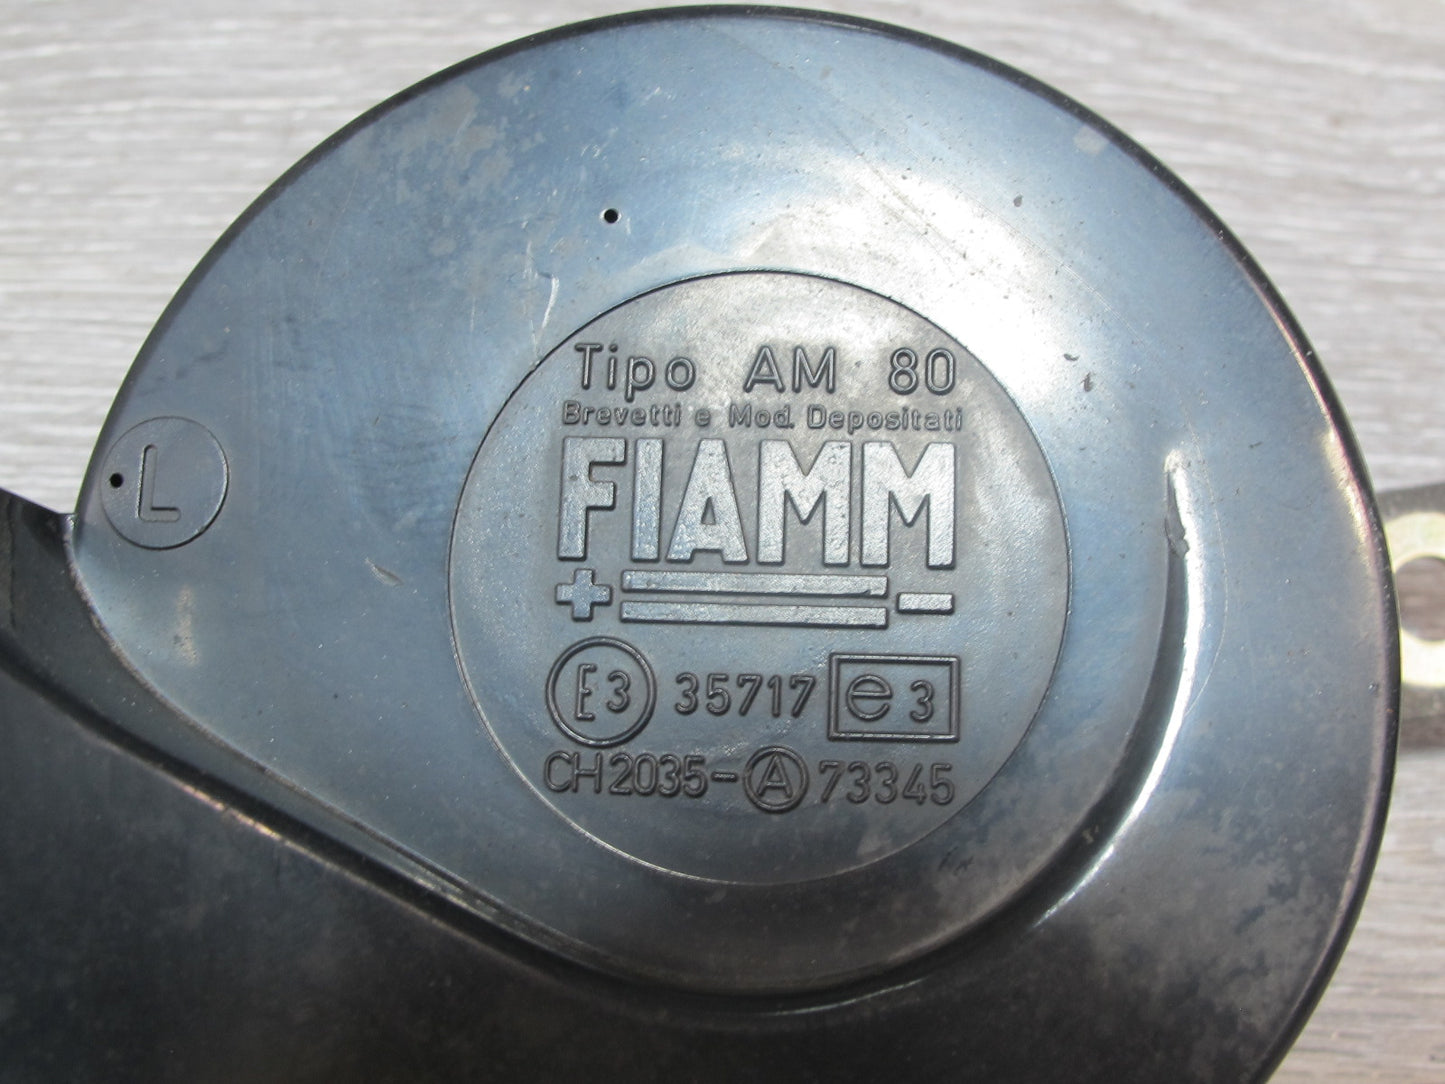 Tipo AM 80
Brevetti e Mod. Depositati
FIAMM
+ -
L
E3 35717 e3
CH2035-A 73345